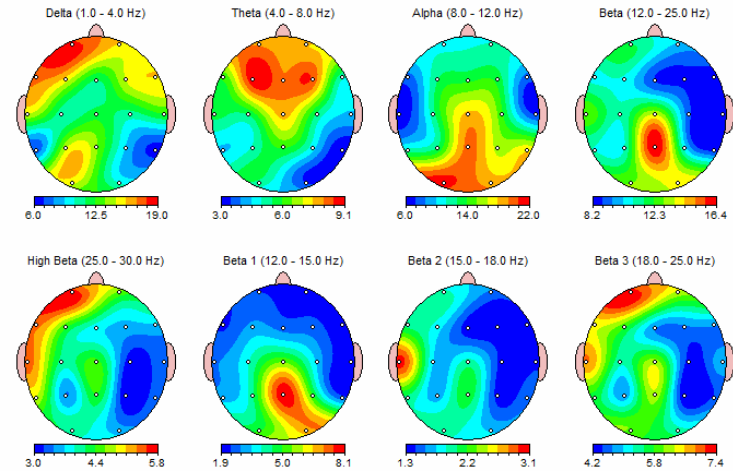 Delta (1.0 - 4.0 Hz) Theta (4.0 - 8.0 Hz) Alpha (8.0 - 12.0 Hz) Beta (12.0 - 25.0 Hz)
6.0 12.5 19.0 3.0 6.0 9.1 6.0 14.0 22.0 8.2 12.3 16.4
High Beta (25.0 - 30.0 Hz) Beta 1 (12.0 - 15.0 Hz) Beta 2 (15.0 - 18.0 Hz) Beta 3 (18.0 - 25.0 Hz)
3.0 4.4 5.8 1.9 5.0 8.1 1.3 2.2 3.1 4.2 5.8 7.4